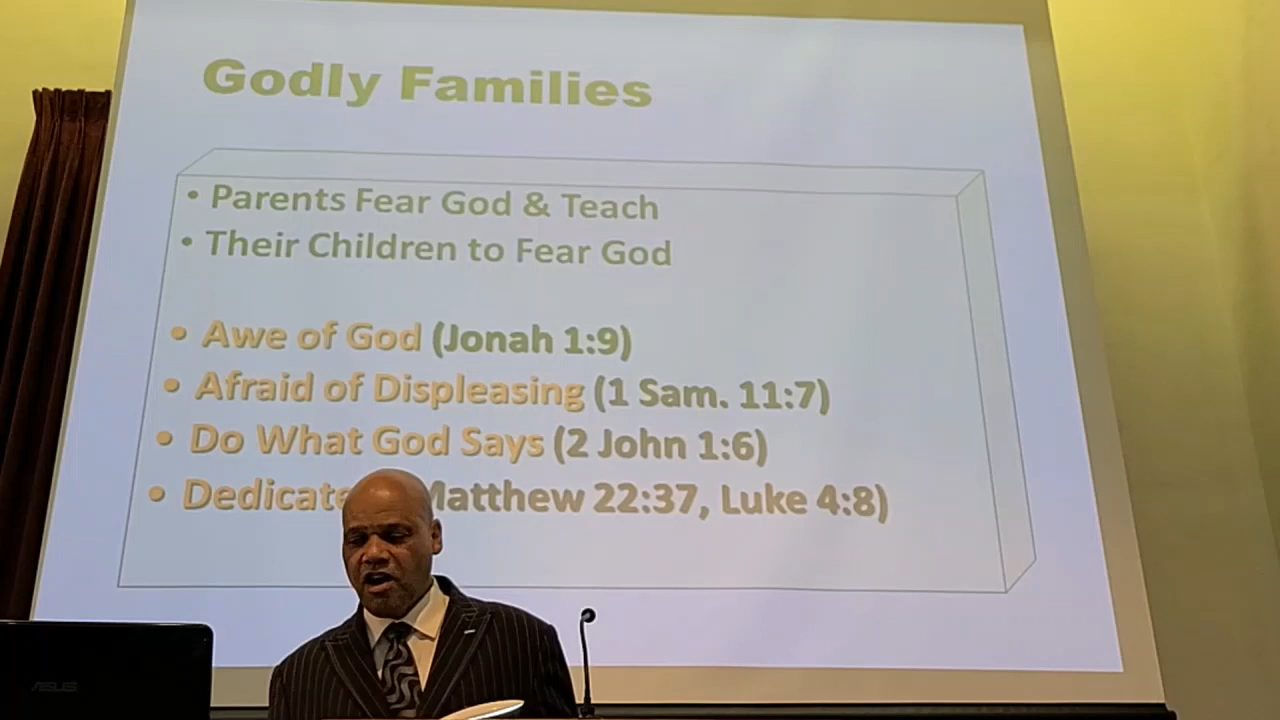 Godly Families
• Parents Fear God & Teach
• Their Children to Fear God
• Awe of God (Jonah 1:9)
• Afraid of Displeasing (1 Sam. 11:7)
• Do What God Says (2 John 1:6)
• Dedicate Matthew 22:37, Luke 4:8)
ASUS